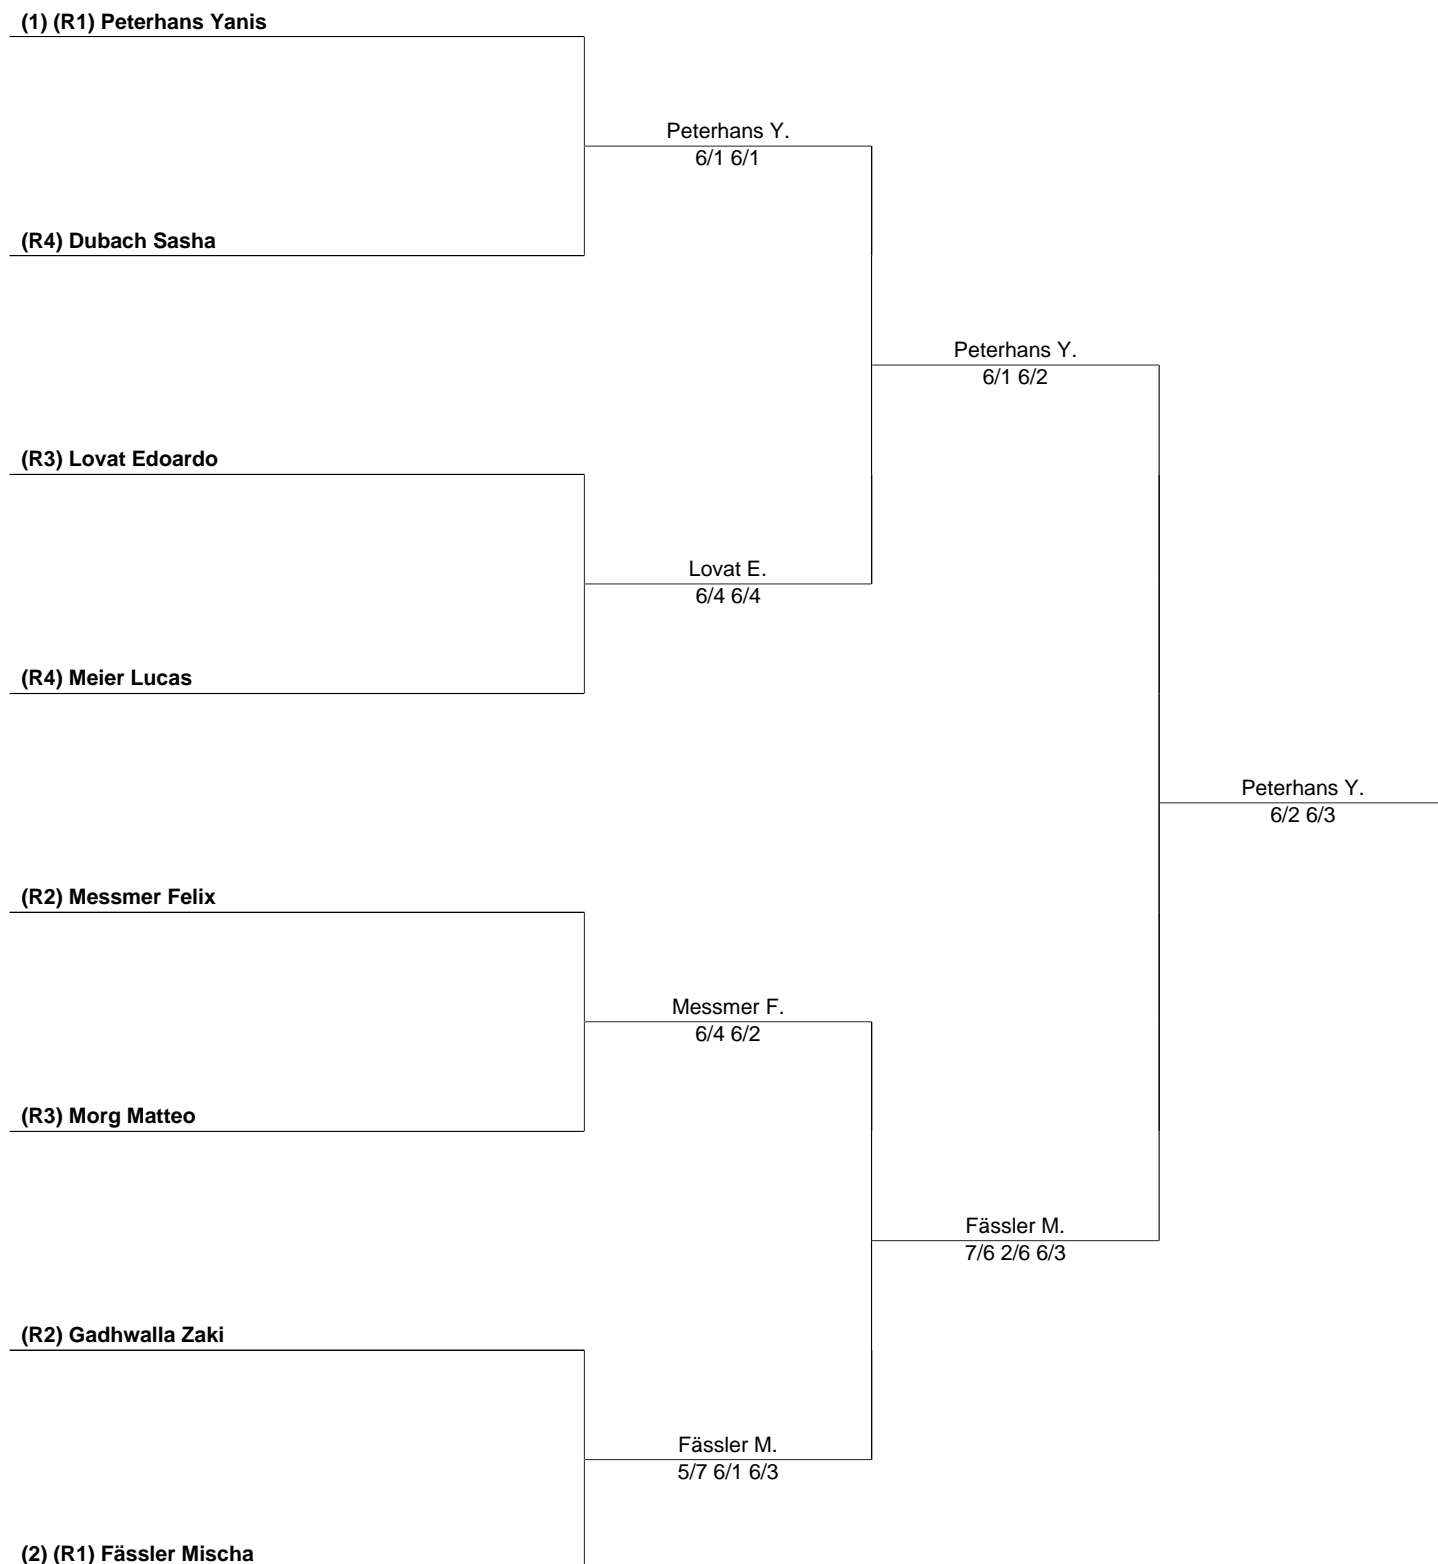 (1) (R1) Peterhans Yanis
Peterhans Y.
6/1 6/1
(R4) Dubach Sasha
Peterhans Y.
6/1 6/2
(R3) Lovat Edoardo
Lovat E.
6/4 6/4
(R4) Meier Lucas
Peterhans Y.
6/2 6/3
(R2) Messmer Felix
Messmer F.
6/4 6/2
(R3) Morg Matteo
Fässler M.
7/6 2/6 6/3
(R2) Gadhwalla Zaki
Fässler M.
5/7 6/1 6/3
(2) (R1) Fässler Mischa